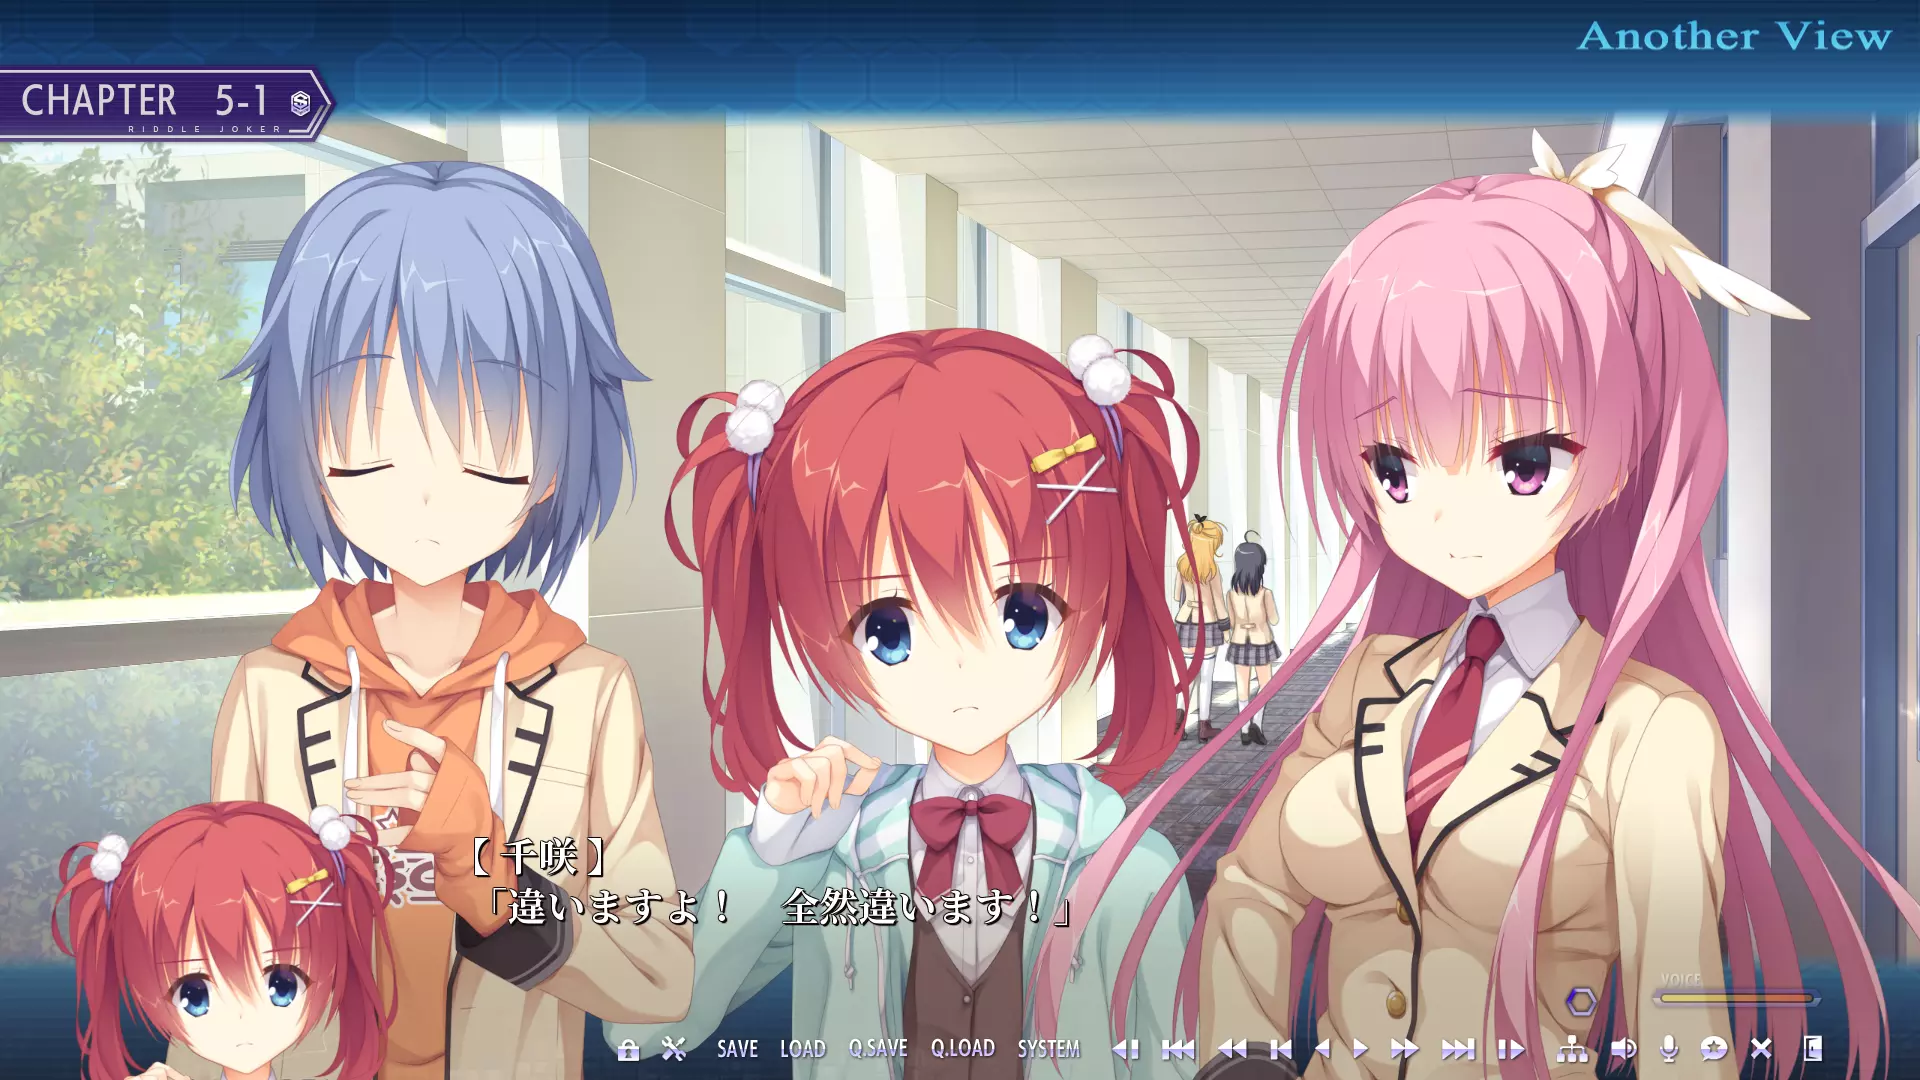 Another View
CHAPTER 5-1
RIDDLE JOKER
【千咲】
「違いますよ！　全然違います！」
VOICE
SAVE LOAD Q.SAVE Q.LOAD SYSTEM